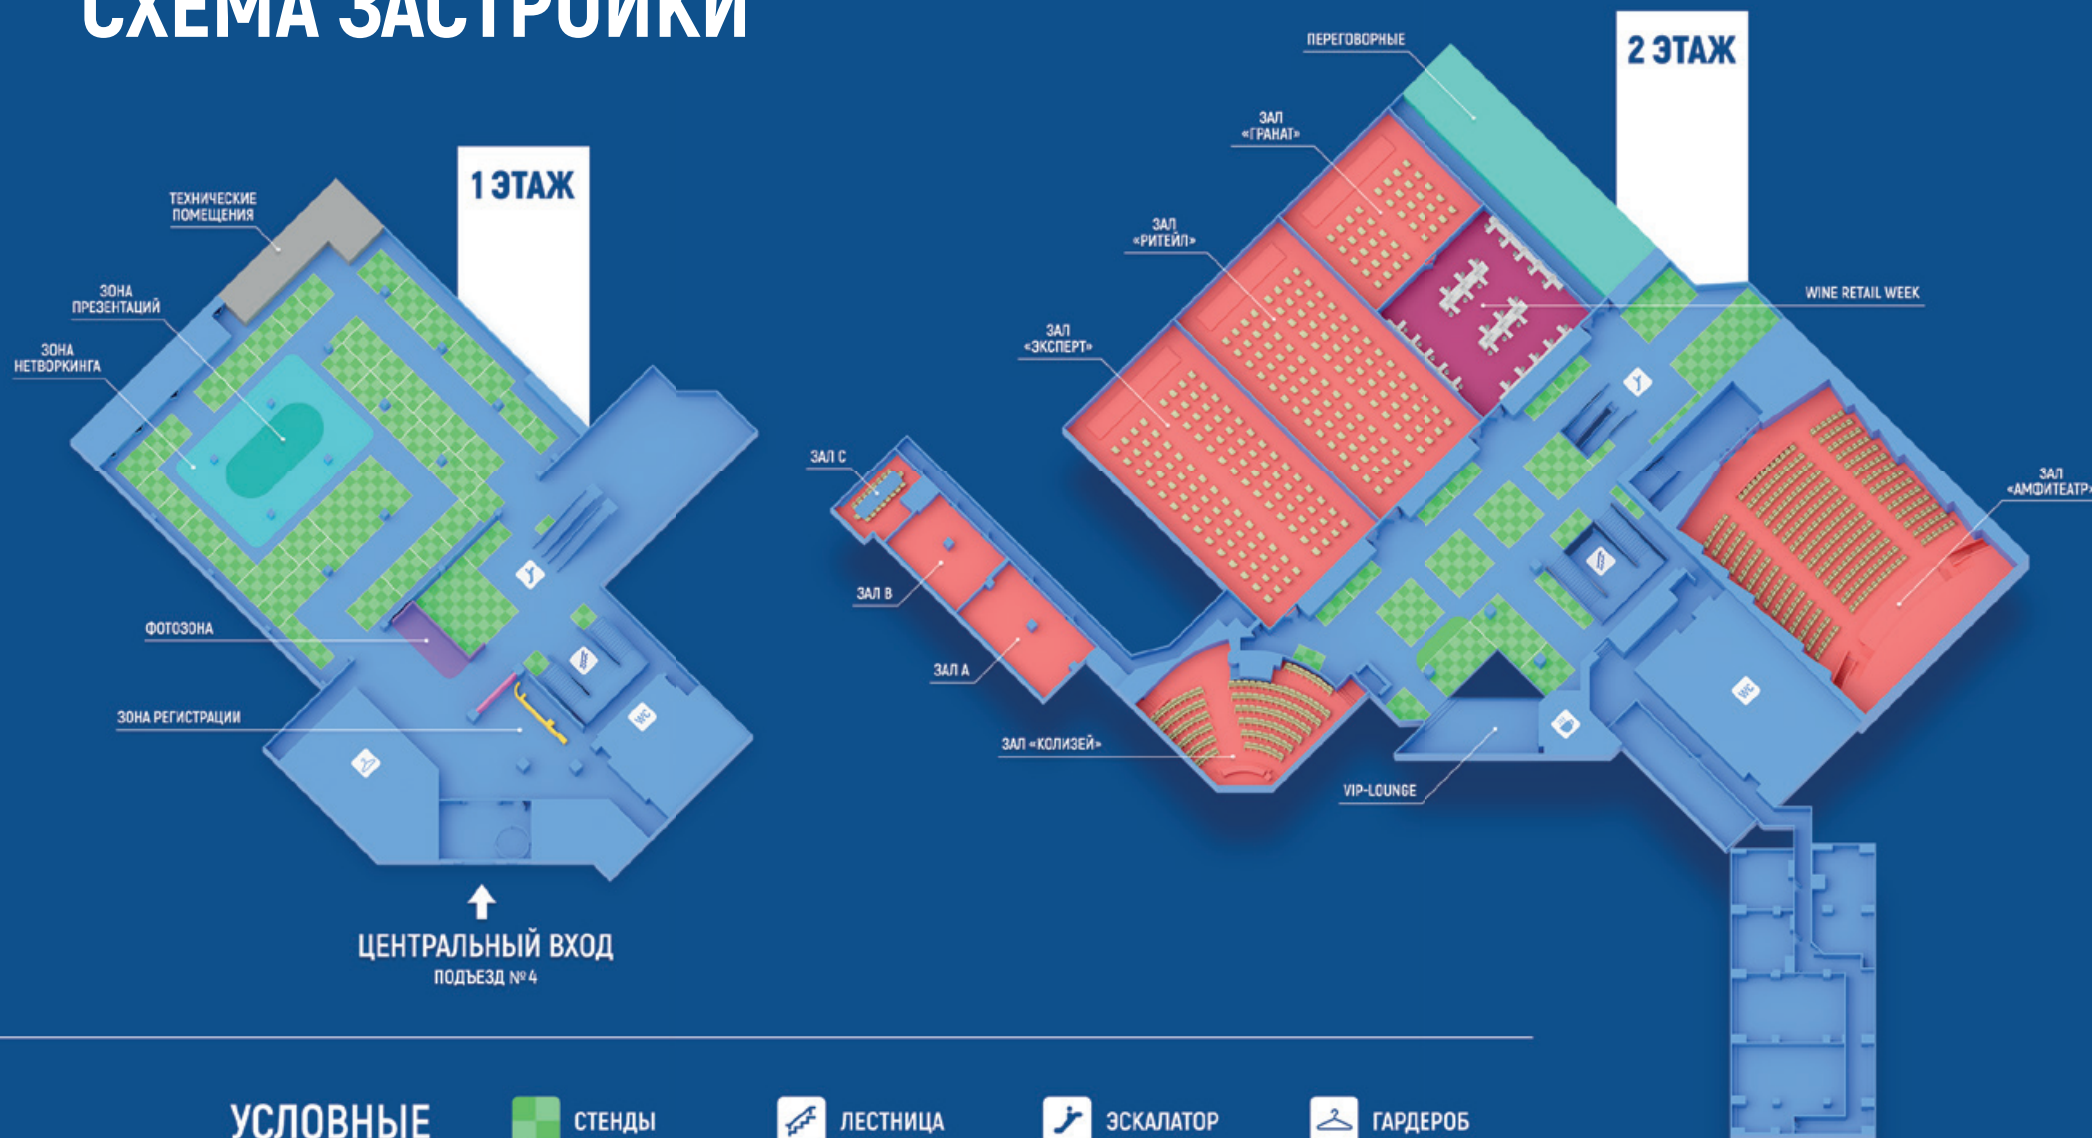 СХЕМА ЗАСТРОЙКИ
1 ЭТАЖ
ТЕХНИЧЕСКИЕ
ПОМЕЩЕНИЯ
ЗОНА
ПРЕЗЕНТАЦИЙ
ЗОНА
НЕТВОРКИНГА
ФОТОЗОНА
ЗОНА РЕГИСТРАЦИИ
WC
ЦЕНТРАЛЬНЫЙ ВХОД
ПОДЪЕЗД № 4
2 ЭТАЖ
ПЕРЕГОВОРНЫЕ
ЗАЛ
«ГРАНАТ»
ЗАЛ
«РИТЕЙЛ»
ЗАЛ
«ЭКСПЕРТ»
WINE RETAIL WEEK
ЗАЛ С
ЗАЛ В
ЗАЛ А
ЗАЛ «КОЛИЗЕЙ»
VIP-LOUNGE
ЗАЛ
«АМФИТЕАТР»
WC
УСЛОВНЫЕ
СТЕНДЫ
ЛЕСТНИЦА
ЭСКАЛАТОР
ГАРДЕРОБ